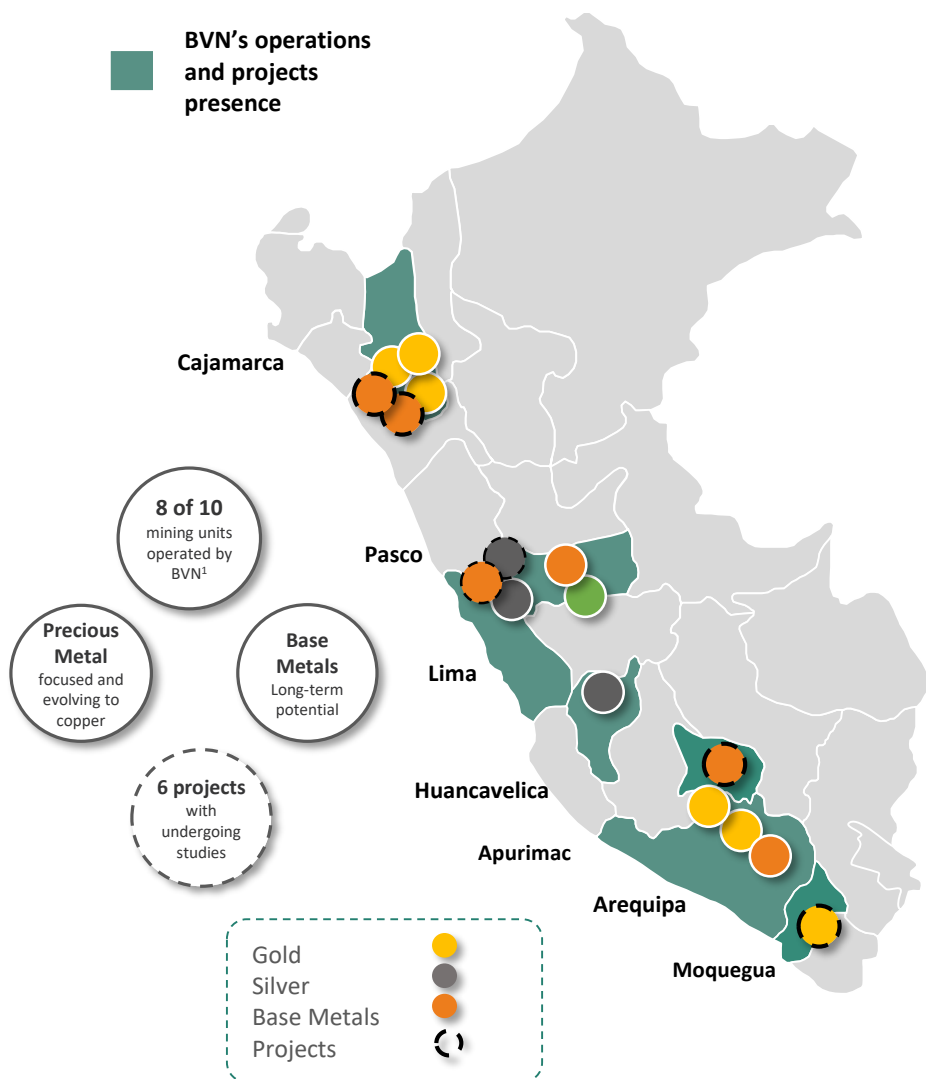 BVN's operations
and projects
presence
Cajamarca
8 of 10
mining units
operated by
BVN1
Pasco
Precious
Metal
focused and
evolving to
copper
Base
Metals
Long-term
potential
Lima
6 projects
with
undergoing
studies
Huancavelica
Apurimac
Arequipa
Moquegua
Gold
Silver
Base Metals
Projects